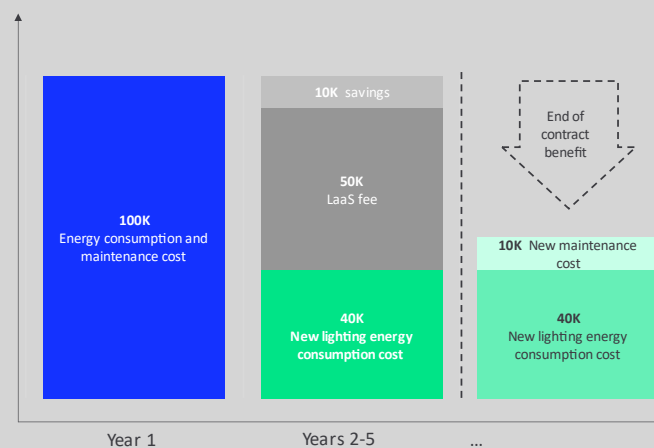 100K
Energy consumption and
maintenance cost
10K savings
50K
LaaS fee
40K
New lighting energy
consumption cost
End of
contract
benefit
10K New maintenance
cost
40K
New lighting energy
consumption cost
Year 1
Years 2-5
...